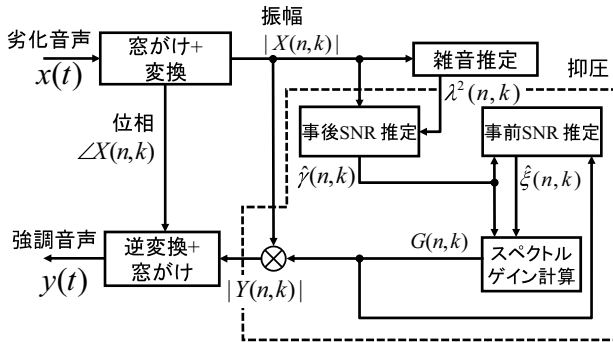 劣化音声
x(t)
窓がけ+
変換
振幅
|X(n,k)|
雑音推定
抑圧
λ²(n,k)
位相
∠X(n,k)
事後SNR 推定
事前SNR 推定
γ̂(n,k)
ξ̂(n,k)
強調音声
y(t)
逆変換+
窓がけ
|Y(n,k)|
G(n,k)
スペクトル
ゲイン計算